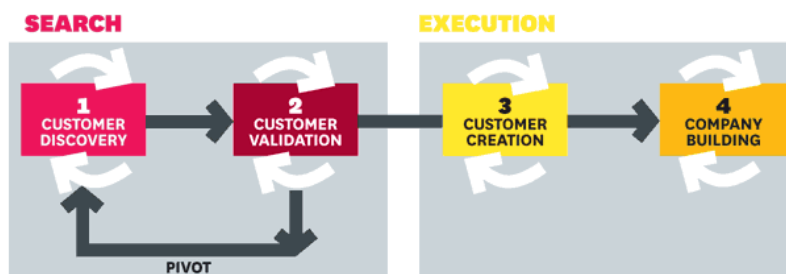 SEARCH
EXECUTION
1
CUSTOMER
DISCOVERY
2
CUSTOMER
VALIDATION
3
CUSTOMER
CREATION
4
COMPANY
BUILDING
PIVOT